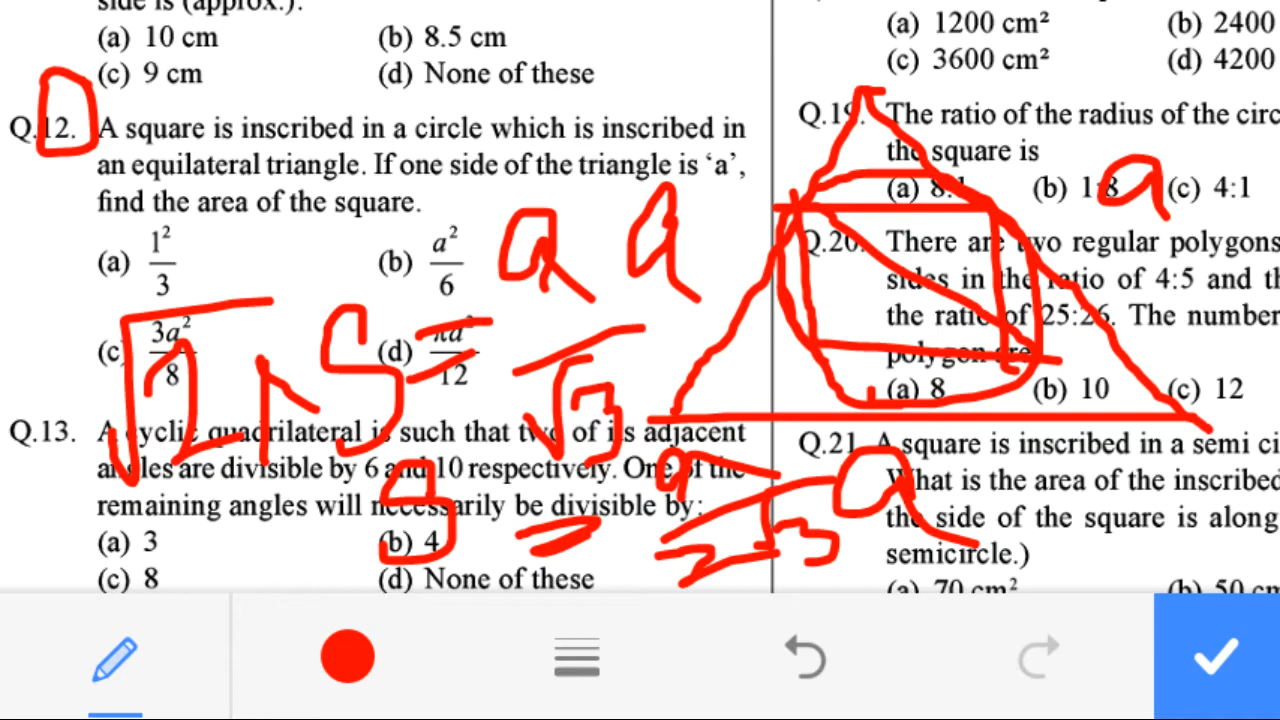 side is (approx.).
(a) 10 cm (b) 8.5 cm
(c) 9 cm (d) None of these
Q.12. A square is inscribed in a circle which is inscribed in
an equilateral triangle. If one side of the triangle is ‘a’,
find the area of the square.
(a) 1²/3 (b) a²/6
(c) 3a²/8 (d) πa²/12
Q.13. A cyclic quadrilateral is such that two of its adjacent
angles are divisible by 6 and 10 respectively. One of the
remaining angles will necessarily be divisible by:
(a) 3 (b) 4
(c) 8 (d) None of these
(a) 1200 cm² (b) 2400
(c) 3600 cm² (d) 4200
Q.19. The ratio of the radius of the circ
the square is
(a) 8:1 (b) 1:8 (c) 4:1
Q.20. There are two regular polygons
sides in the ratio of 4:5 and th
the ratio of 25:26. The number
polygon are
(a) 8 (b) 10 (c) 12
Q.21. A square is inscribed in a semi ci
What is the area of the inscribed
the side of the square is along
semicircle.)
(a) 70 cm² (b) 50 cm
a a
√2 S = a/√3
S = a/√2√3
a
a